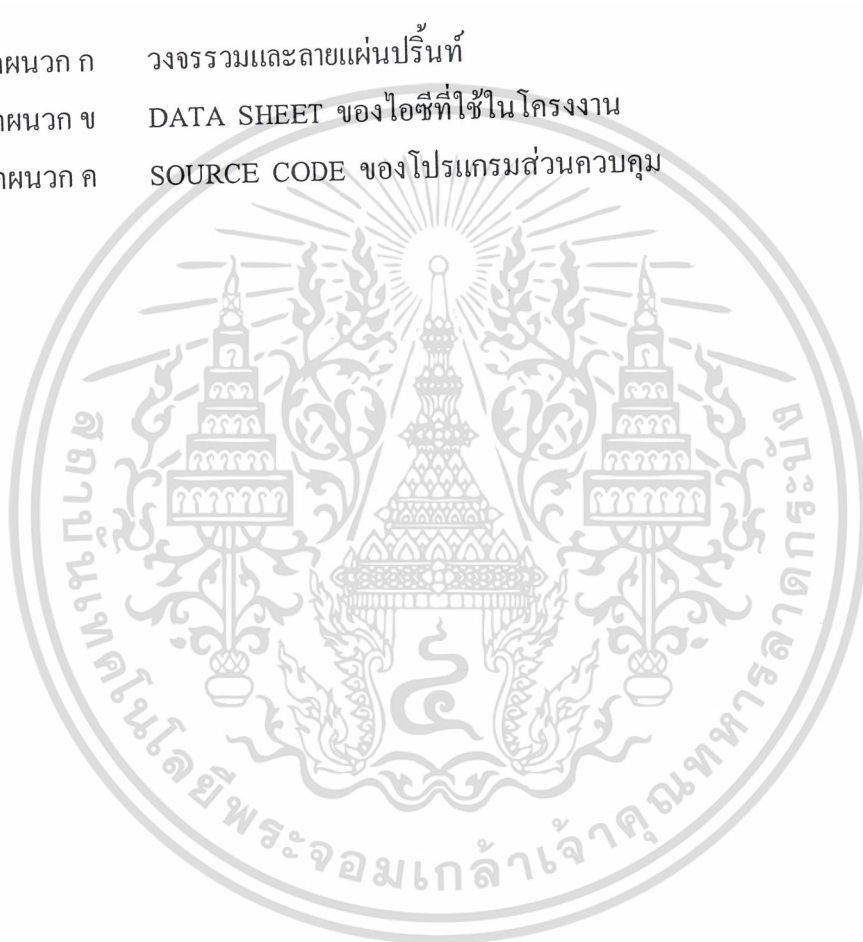 ผนวก ก วงจรรวมและลายแผ่นปริ้นท์
ผนวก ข DATA SHEET ของไอซีที่ใช้ในโครงงาน
ผนวก ค SOURCE CODE ของโปรแกรมส่วนควบคุม
สถาบันเทคโนโลยีพระจอมเกล้าเจ้าคุณทหารลาดกระบัง